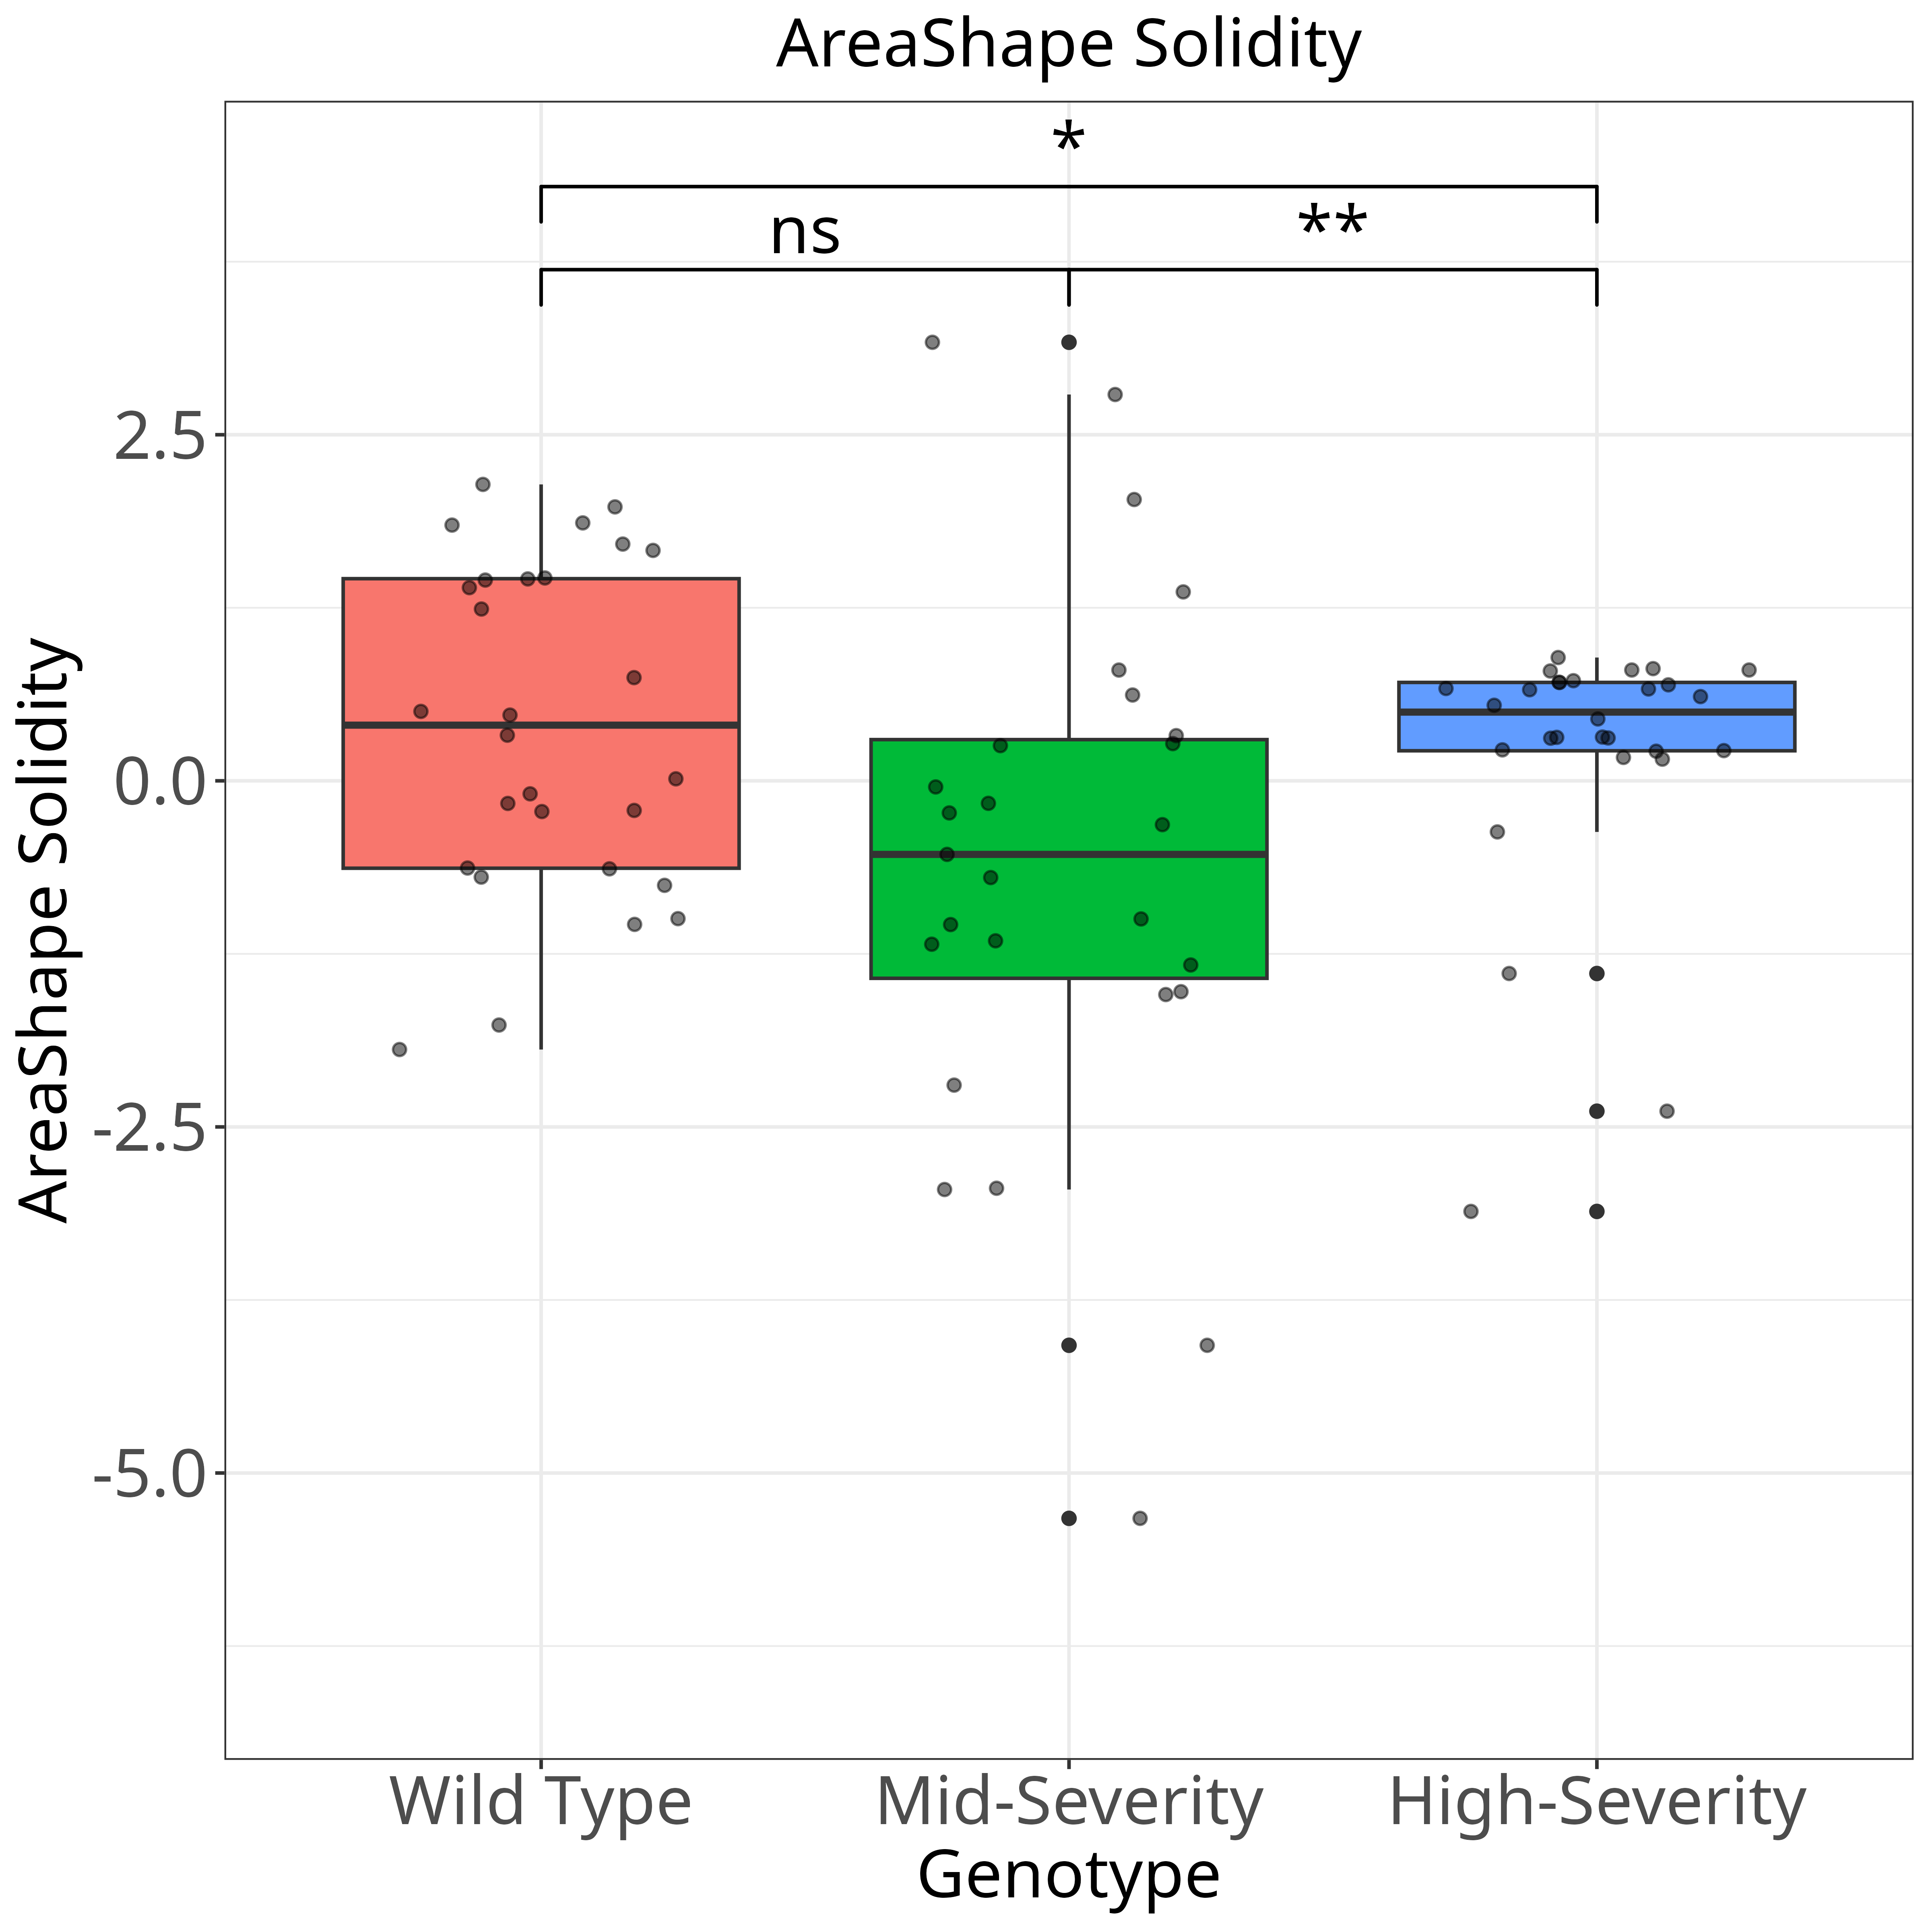 AreaShape Solidity
*
ns
**
AreaShape Solidity
2.5
0.0
-2.5
-5.0
Wild Type
Mid-Severity
High-Severity
Genotype